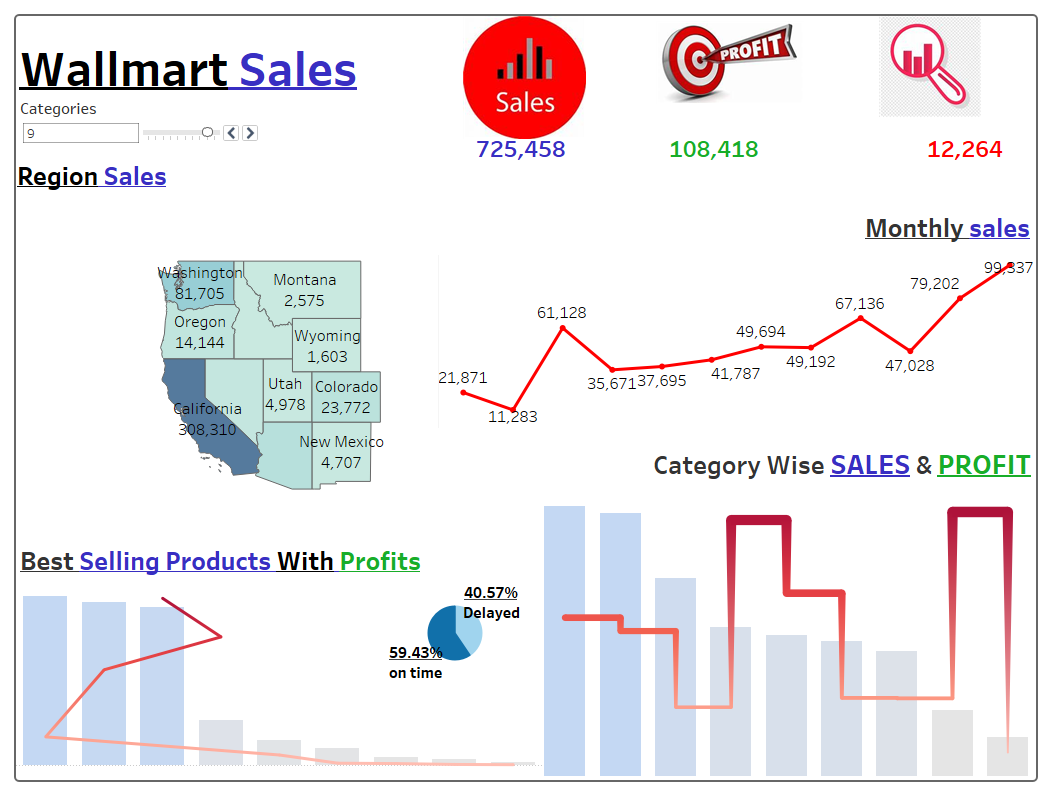 Wallmart Sales
Categories
9
Sales
PROFIT
725,458
108,418
12,264
Region Sales
Monthly sales
Washington
81,705
Montana
2,575
Oregon
14,144
Wyoming
1,603
Utah
4,978
Colorado
23,772
California
308,310
New Mexico
4,707
21,871
11,283
61,128
35,671
37,695
41,787
49,694
49,192
67,136
47,028
79,202
99,337
Category Wise SALES & PROFIT
Best Selling Products With Profits
40.57%
Delayed
59.43%
on time